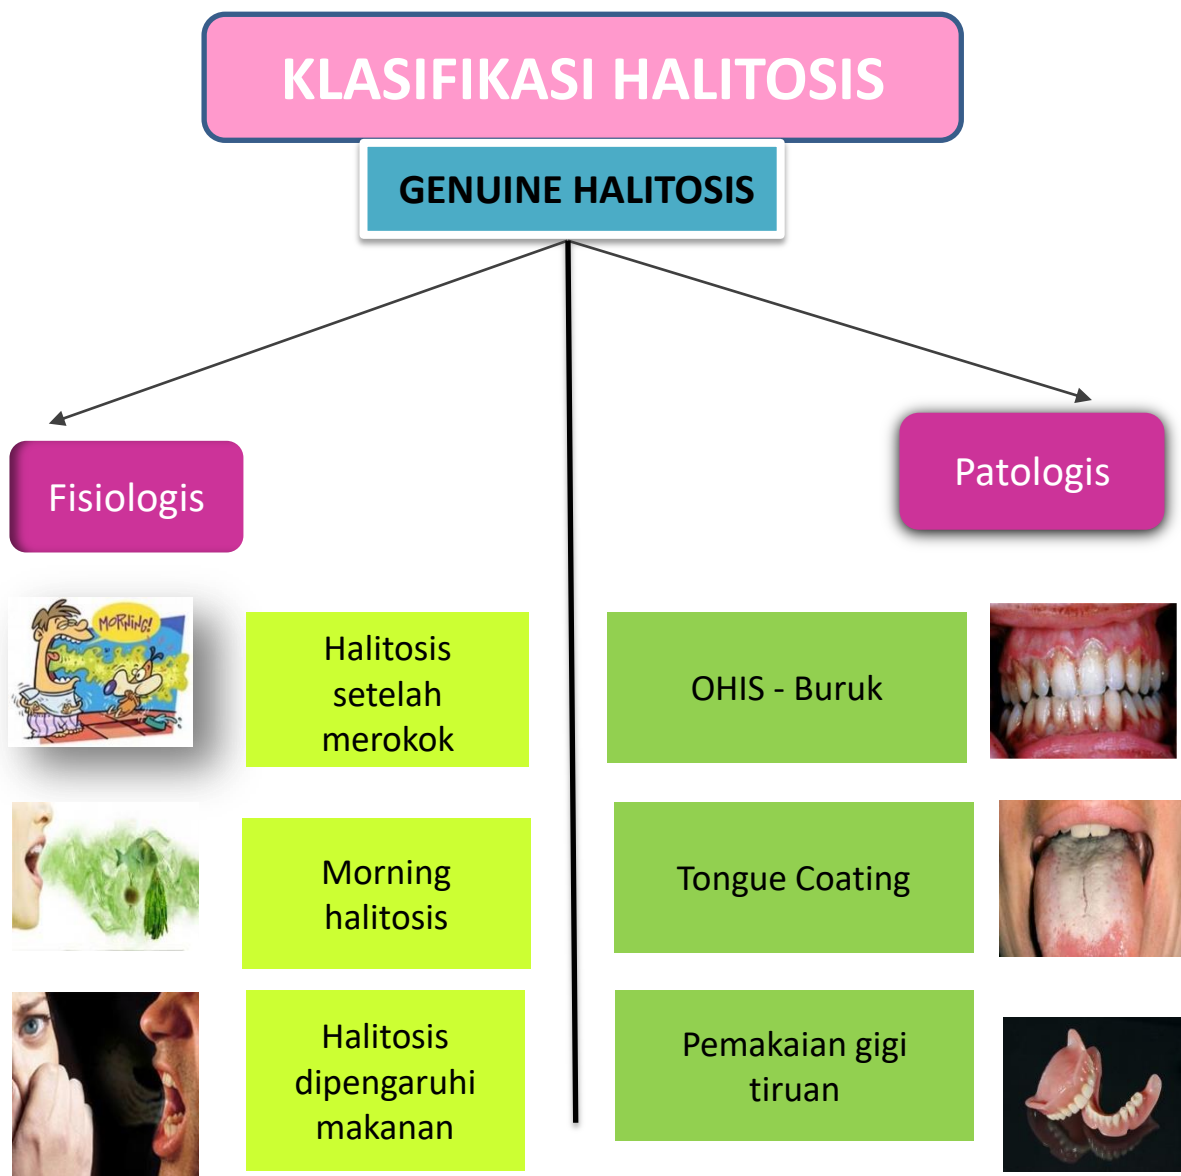 KLASIFIKASI HALITOSIS
GENUINE HALITOSIS
Fisiologis
Patologis
MORNING!
Halitosis
setelah
merokok
Morning
halitosis
Halitosis
dipengaruhi
makanan
OHIS - Buruk
Tongue Coating
Pemakaian gigi
tiruan